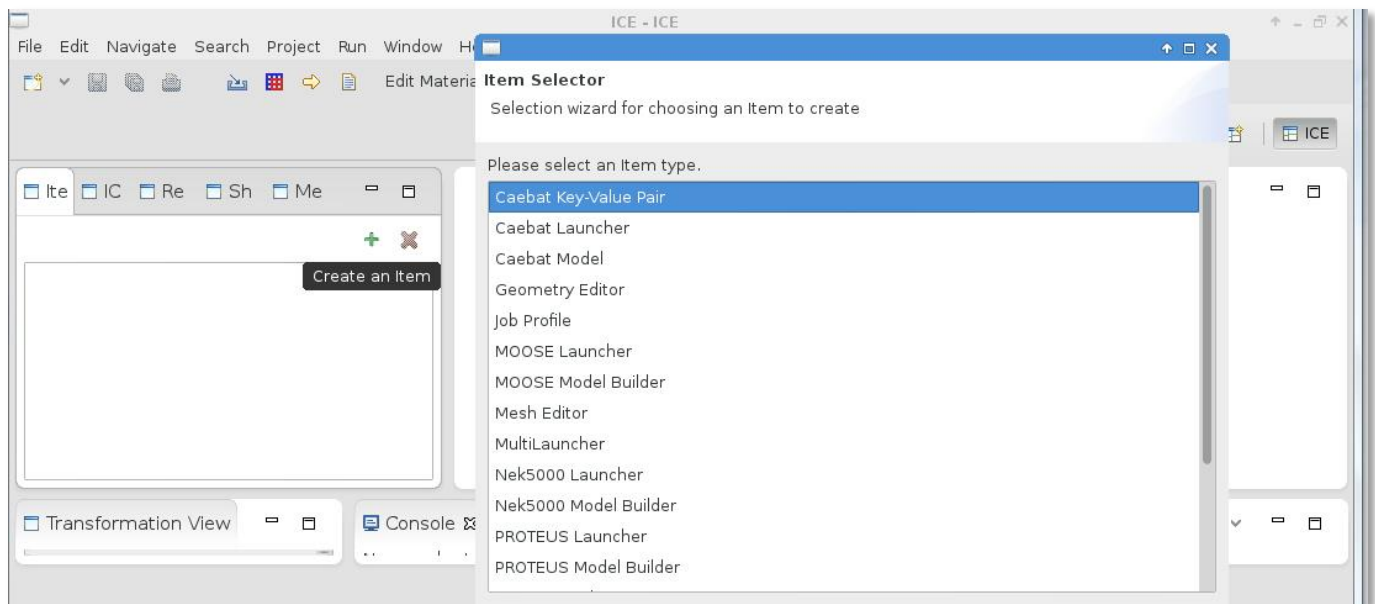 ICE - ICE
File Edit Navigate Search Project Run Window
Edit Materia
Item Selector
Selection wizard for choosing an Item to create
ICE
Please select an Item type.
Ite IC Re Sh Me
Create an Item
Caebat Key-Value Pair
Caebat Launcher
Caebat Model
Geometry Editor
Job Profile
MOOSE Launcher
MOOSE Model Builder
Mesh Editor
MultiLauncher
Nek5000 Launcher
Nek5000 Model Builder
PROTEUS Launcher
PROTEUS Model Builder
Transformation View
Console